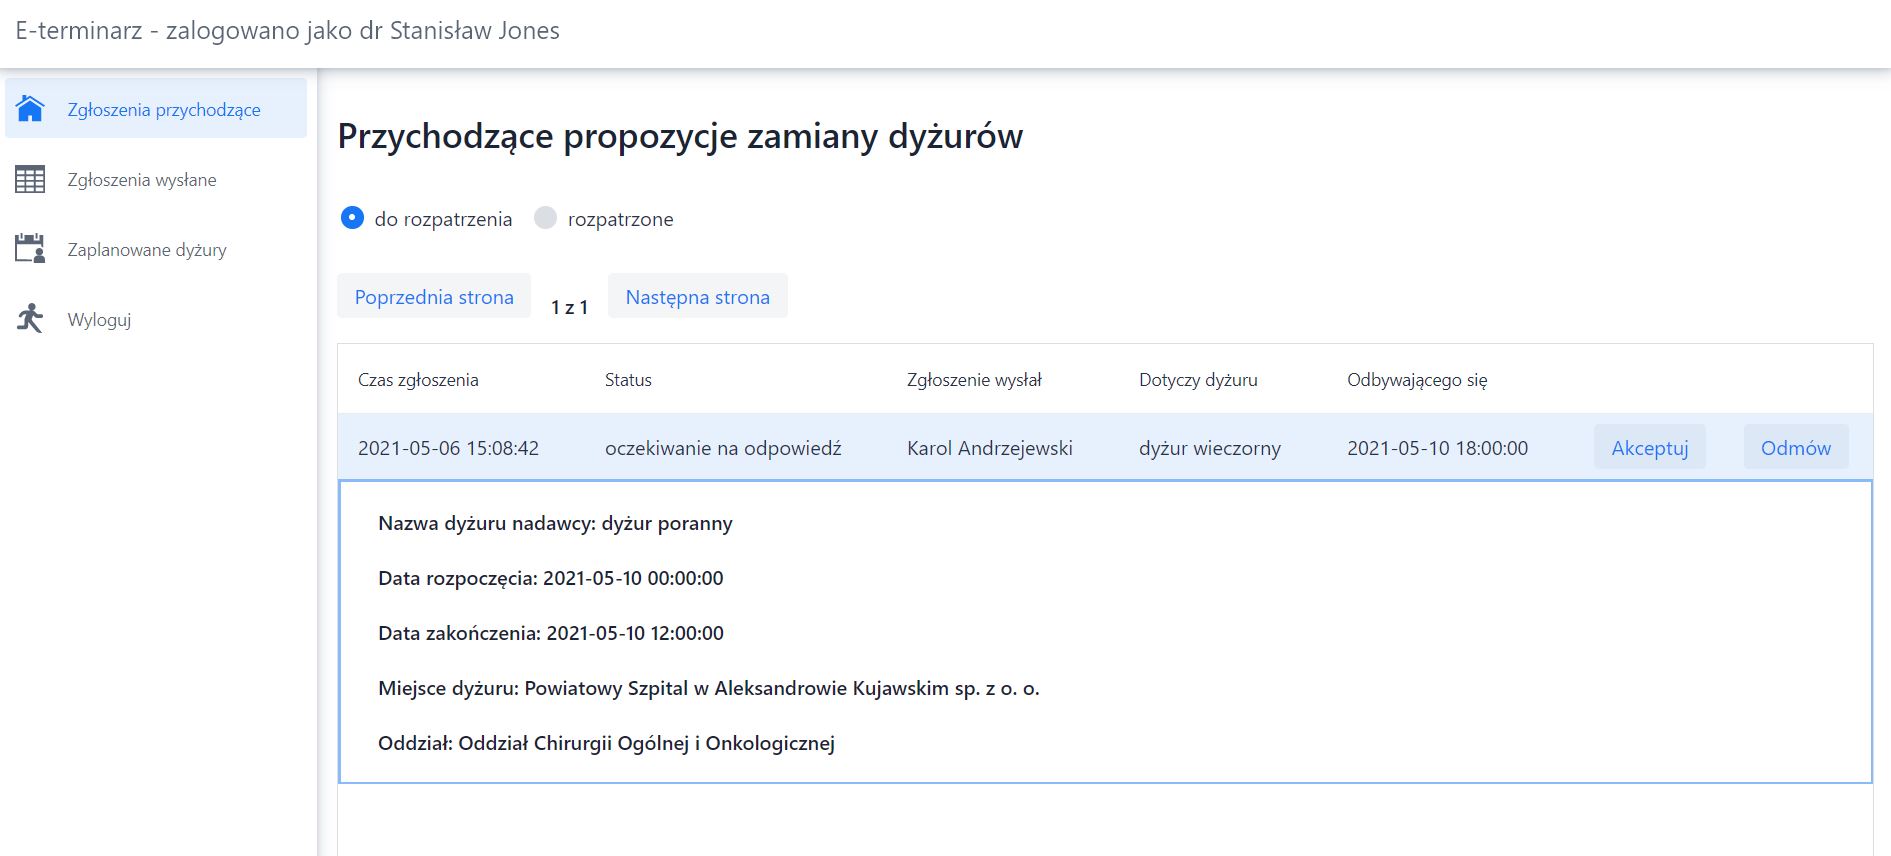 E-terminarz - zalogowano jako dr Stanisław Jones
Zgłoszenia przychodzące
Zgłoszenia wysłane
Zaplanowane dyżury
Wyloguj
Przychodzące propozycje zamiany dyżurów
do rozpatrzenia rozpatrzone
Poprzednia strona 1 z 1 Następna strona
Czas zgłoszenia Status Zgłoszenie wysłał Dotyczy dyżuru Odbywającego się
2021-05-06 15:08:42 oczekiwanie na odpowiedź Karol Andrzejewski dyżur wieczorny 2021-05-10 18:00:00 Akceptuj Odmów
Nazwa dyżuru nadawcy: dyżur poranny
Data rozpoczęcia: 2021-05-10 00:00:00
Data zakończenia: 2021-05-10 12:00:00
Miejsce dyżuru: Powiatowy Szpital w Aleksandrowie Kujawskim sp. z o. o.
Oddział: Oddział Chirurgii Ogólnej i Onkologicznej